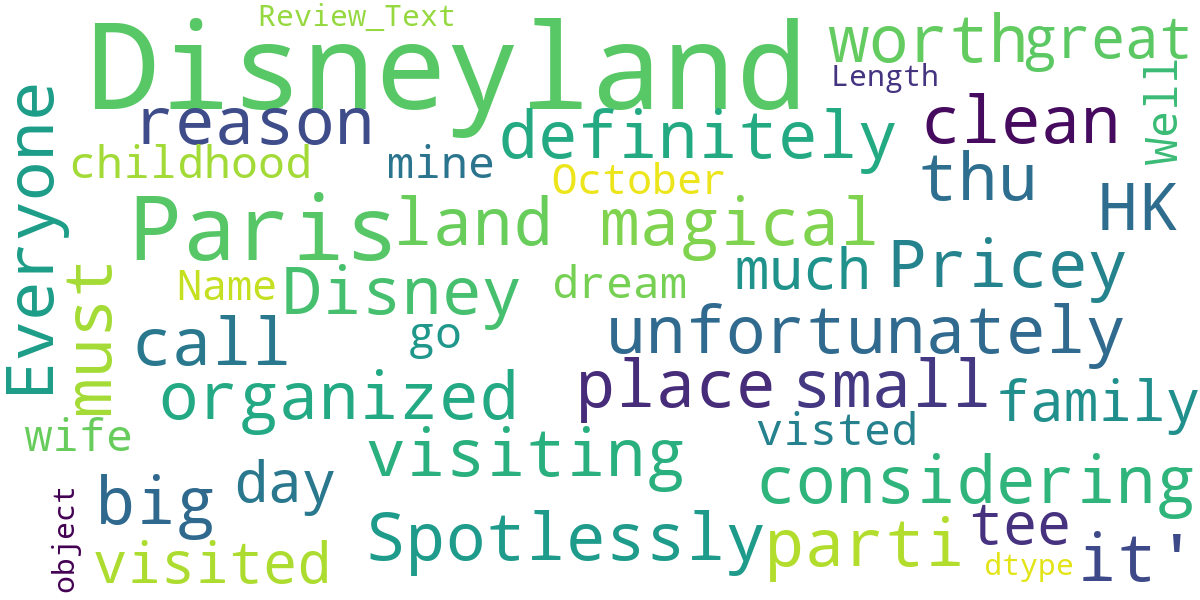 Review_Text
Disneyland
worth
great
Length
Well
Everyone
reason
definitely
clean
childhood
mine
October
thu
HK
Paris
land
magical
Name
Disney
dream
much
Pricey
must
call
go
unfortunately
organized
place
small
family
wife
visiting
visted
big
day
considering
object
visited
Spotlessly
parti
tee
dtype
it'